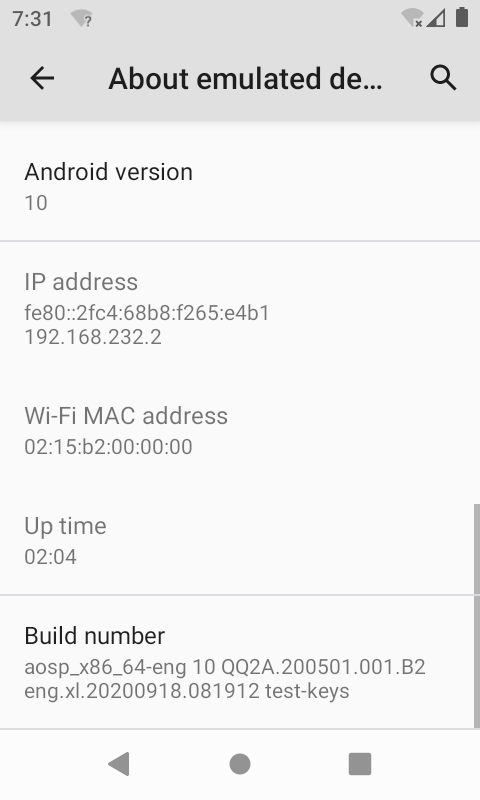 7:31
About emulated de…
Android version
10
IP address
fe80::2fc4:68b8:f265:e4b1
192.168.232.2
Wi-Fi MAC address
02:15:b2:00:00:00
Up time
02:04
Build number
aosp_x86_64-eng 10 QQ2A.200501.001.B2
eng.xl.20200918.081912 test-keys